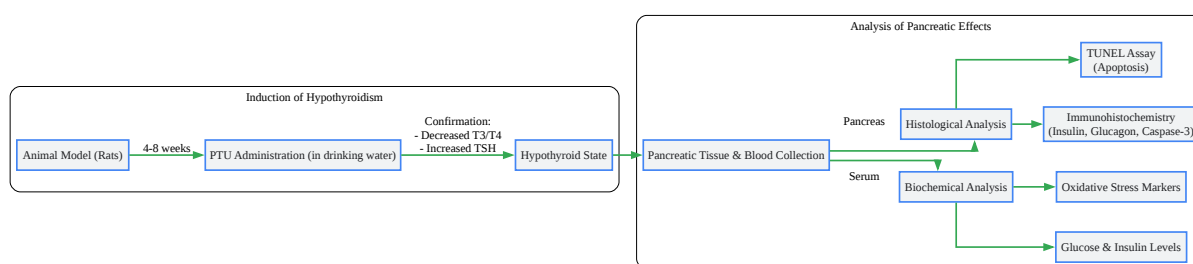 Induction of Hypothyroidism
Animal Model (Rats)
4-8 weeks
PTU Administration (in drinking water)
Confirmation:
- Decreased T3/T4
- Increased TSH
Hypothyroid State
Analysis of Pancreatic Effects
Pancreatic Tissue & Blood Collection
Pancreas
Serum
Histological Analysis
Biochemical Analysis
TUNEL Assay
(Apoptosis)
Immunohistochemistry
(Insulin, Glucagon, Caspase-3)
Oxidative Stress Markers
Glucose & Insulin Levels